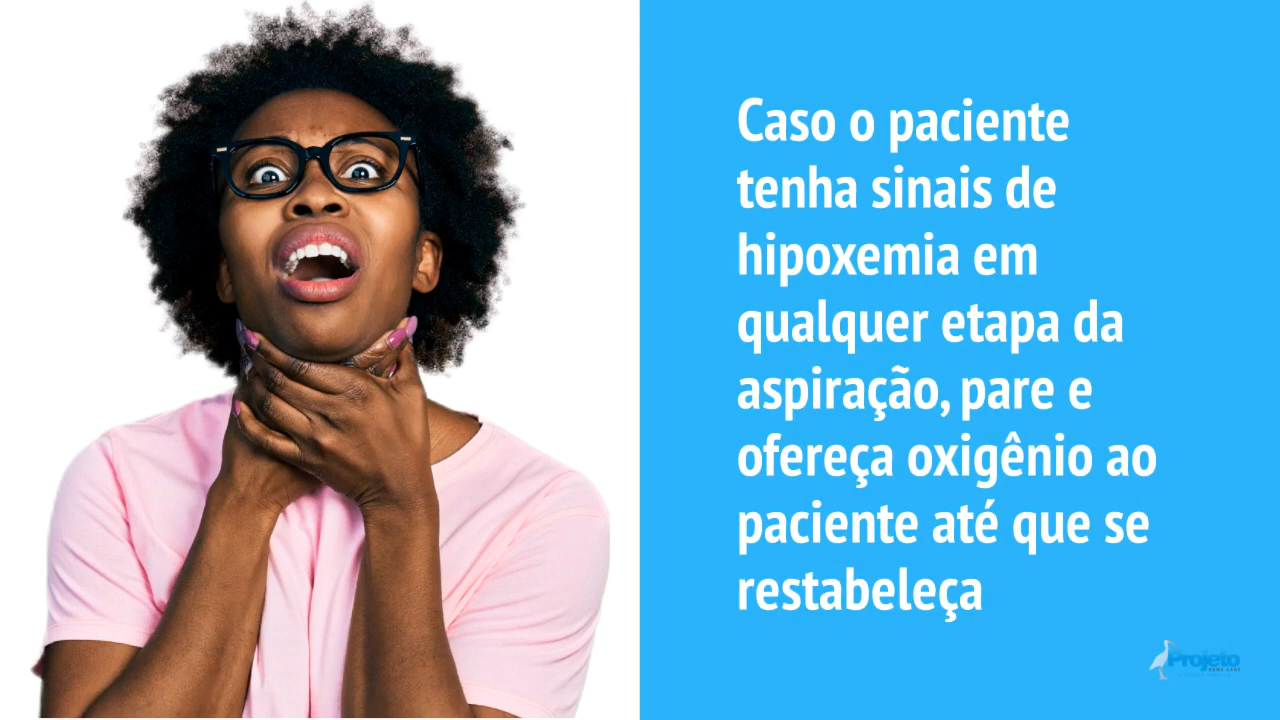 Caso o paciente
tenha sinais de
hipoxemia em
qualquer etapa da
aspiração, pare e
ofereça oxigênio ao
paciente até que se
restabeleça
Projeto